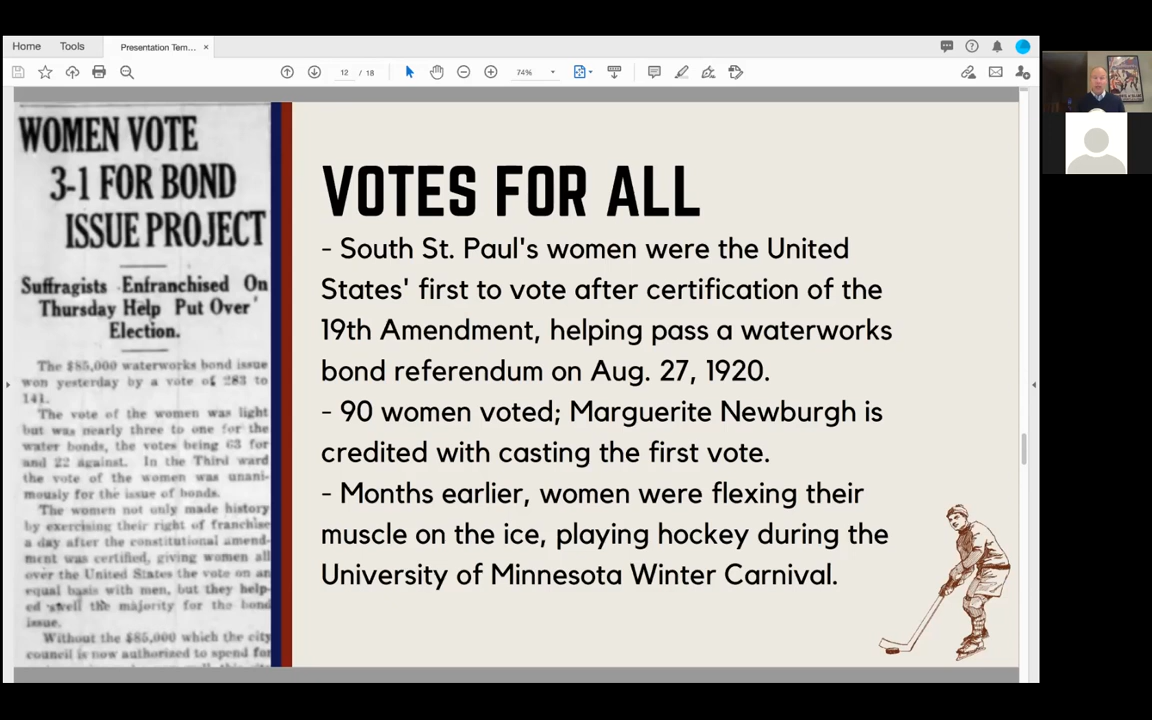 Home Tools Presentation Tem... ×
12 / 18 74%
WOMEN VOTE
3-1 FOR BOND
ISSUE PROJECT
Suffragists Enfranchised On
Thursday Help Put Over
Election.
The $85,000 waterworks bond issue
won yesterday by a vote of 283 to
141.
The vote of the women was light
but was nearly three to one for the
water bonds, the votes being 63 for
and 22 against. In the Third ward
the vote of the women was unani-
mously for the issue of bonds.
The women not only made history
by exercising their right of franchise
a day after the constitutional amend-
ment was certified, giving women all
over the United States the vote on an
equal basis with men, but they help-
ed swell the majority for the bond
issue.
Without the $85,000 which the city
council is now authorized to spend for
VOTES FOR ALL
- South St. Paul's women were the United
States' first to vote after certification of the
19th Amendment, helping pass a waterworks
bond referendum on Aug. 27, 1920.
- 90 women voted; Marguerite Newburgh is
credited with casting the first vote.
- Months earlier, women were flexing their
muscle on the ice, playing hockey during the
University of Minnesota Winter Carnival.